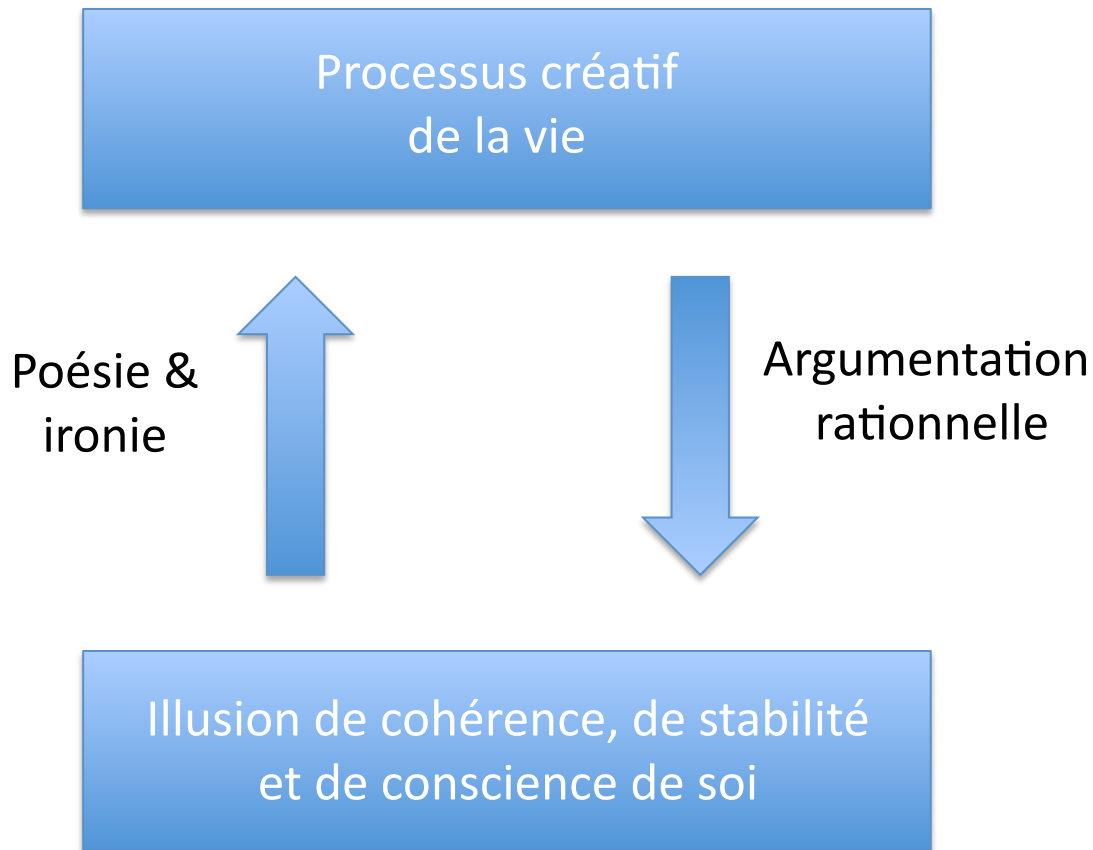 Processus créatif
de la vie
Poésie &
ironie
Argumentation
rationnelle
Illusion de cohérence, de stabilité
et de conscience de soi